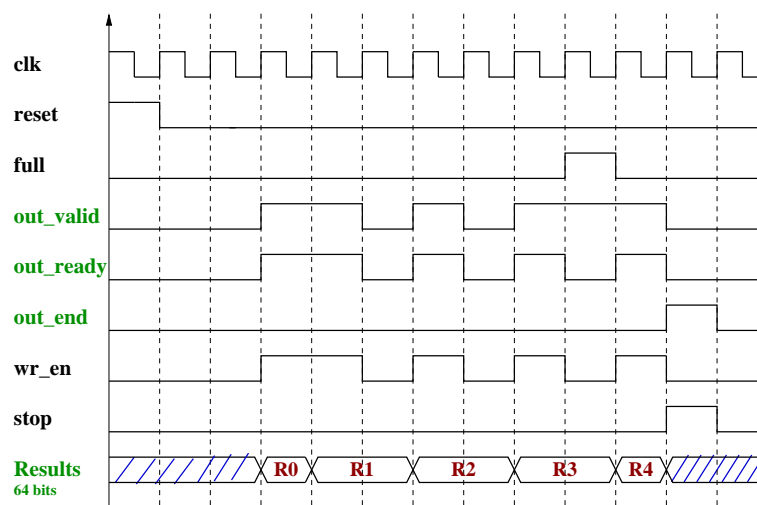 clk
reset
full
out_valid
out_ready
out_end
wr_en
stop
Results R0 R1 R2 R3 R4
64 bits